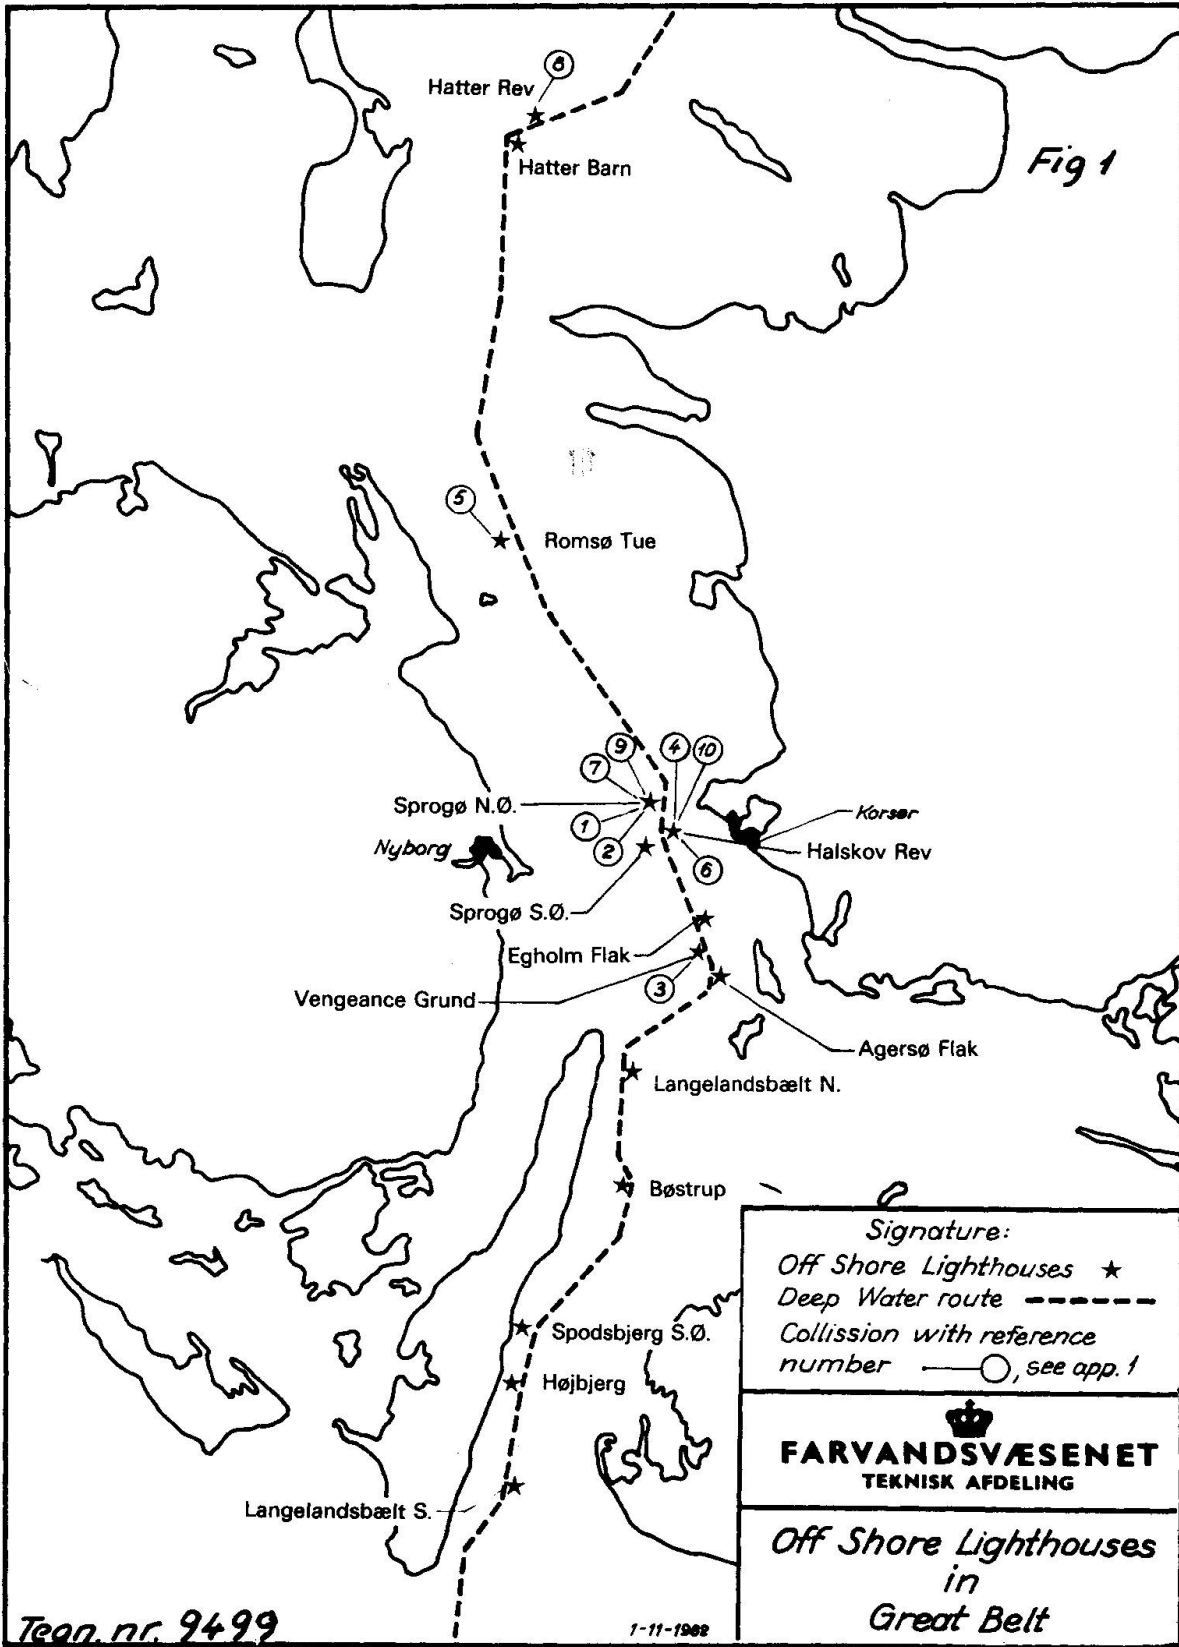 8
Hatter Rev
Hatter Barn
Fig 1
5
Romsø Tue
9
4
10
7
Sprogø N.Ø.
1
2
6
Korsør
Nyborg
Halskov Rev
Sprogø S.Ø.
Egholm Flak
3
Vengeance Grund
Agersø Flak
Langelandsbælt N.
Bøstrup
Spodsbjerg S.Ø.
Højbjerg
Langelandsbælt S.
Signature:
Off Shore Lighthouses
Deep Water route
Collission with reference
number , see app. 1
FARVANDSVÆSENET
TEKNISK AFDELING
Off Shore Lighthouses
in
Great Belt
Tegn. nr. 9499
1-11-1982